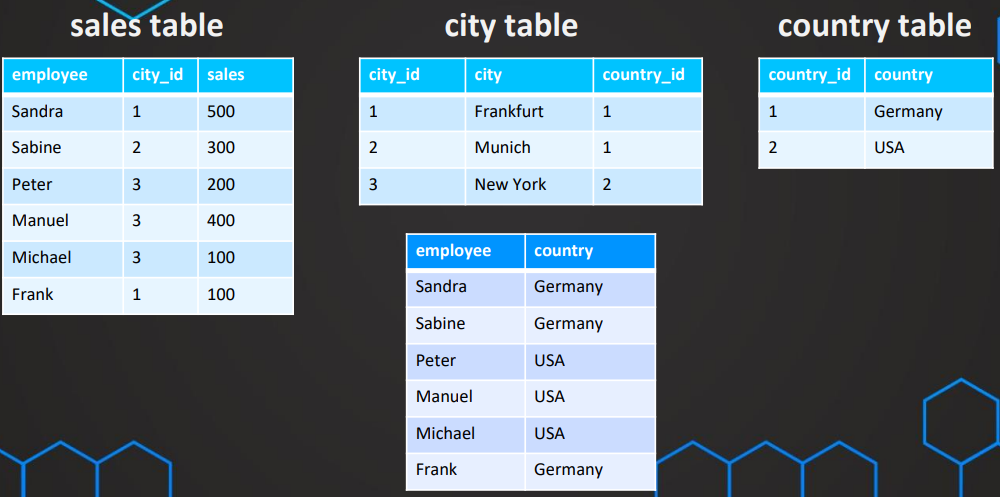 sales table
employee city_id sales
Sandra 1 500
Sabine 2 300
Peter 3 200
Manuel 3 400
Michael 3 100
Frank 1 100
city table
city_id city country_id
1 Frankfurt 1
2 Munich 1
3 New York 2
country table
country_id country
1 Germany
2 USA
employee country
Sandra Germany
Sabine Germany
Peter USA
Manuel USA
Michael USA
Frank Germany